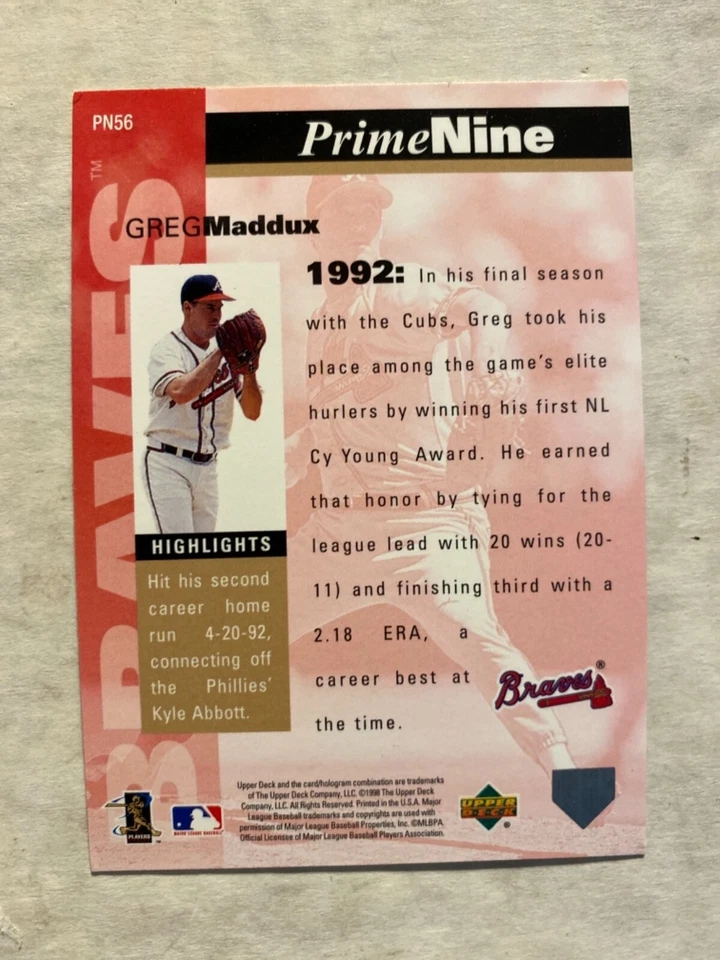 PN56
PrimeNine
BRAVES™
GREGMaddux
1992: In his final season
with the Cubs, Greg took his
place among the game's elite
hurlers by winning his first NL
Cy Young Award. He earned
that honor by tying for the
league lead with 20 wins (20-
11) and finishing third with a
2.18 ERA, a
career best at
the time.
HIGHLIGHTS
Hit his second
career home
run 4-20-92,
connecting off
the Phillies'
Kyle Abbott.
Braves®
Upper Deck and the card/hologram combination are trademarks
of The Upper Deck Company, LLC. ©1998 The Upper Deck
Company, LLC. All Rights Reserved. Printed in the U.S.A. Major
League Baseball trademarks and copyrights are used with
permission of Major League Baseball Properties, Inc. ©MLBPA
Official Licensee of Major League Baseball Players Association.
PLAYERS™
MAJOR LEAGUE BASEBALL
UPPER
DECK®